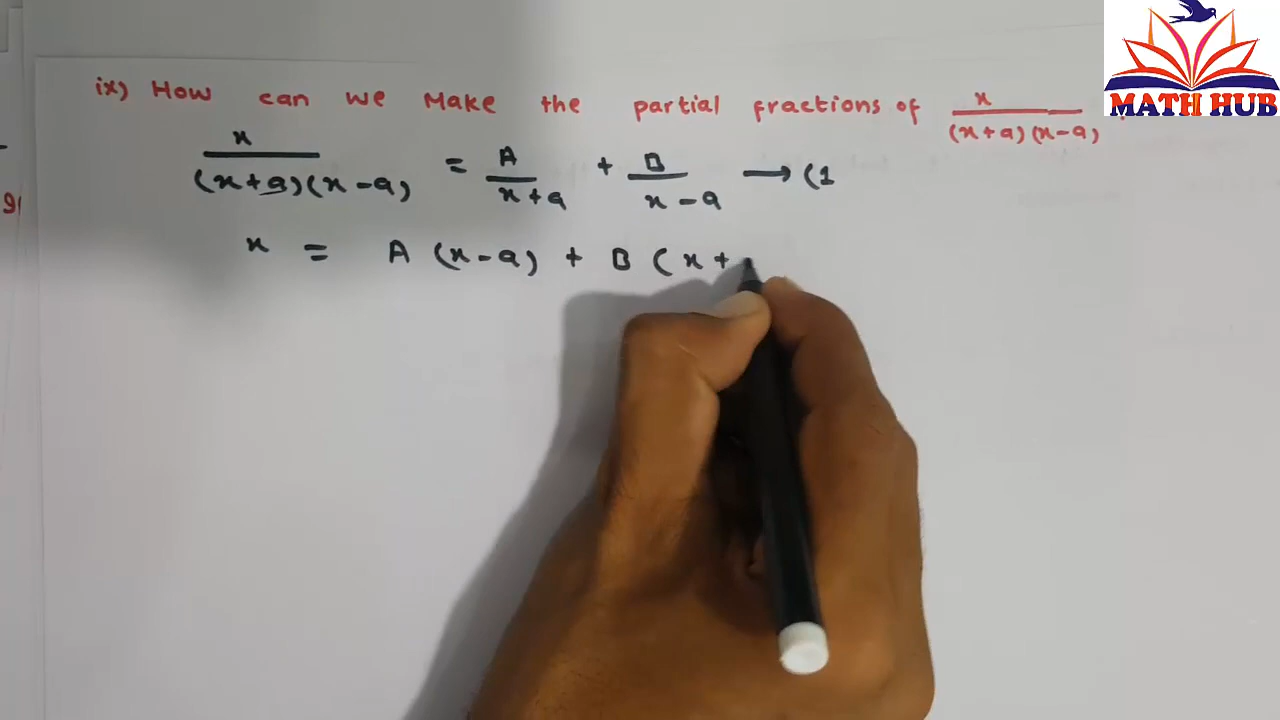 MATH HUB
ix) How can we Make the partial fractions of x / (x+a)(x-a)
x / (x+a)(x-a) = A / x+a + B / x-a → (1
x = A (x-a) + B (x+